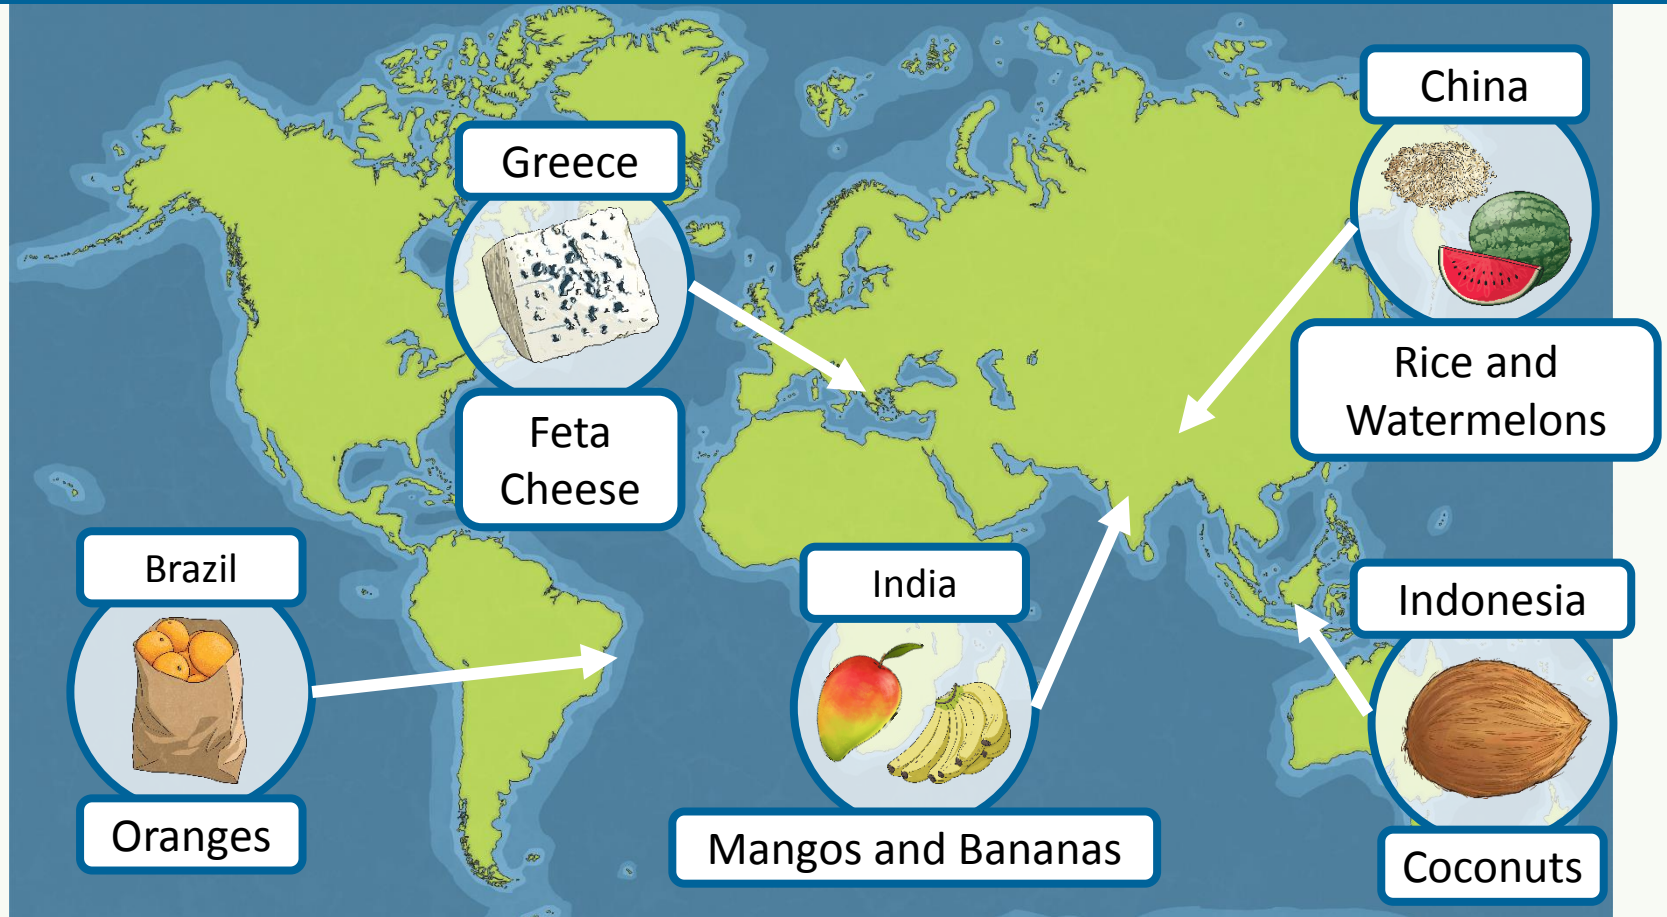 China
Greece
Rice and
Watermelons
Feta
Cheese
Brazil
India
Indonesia
Oranges
Mangos and Bananas
Coconuts